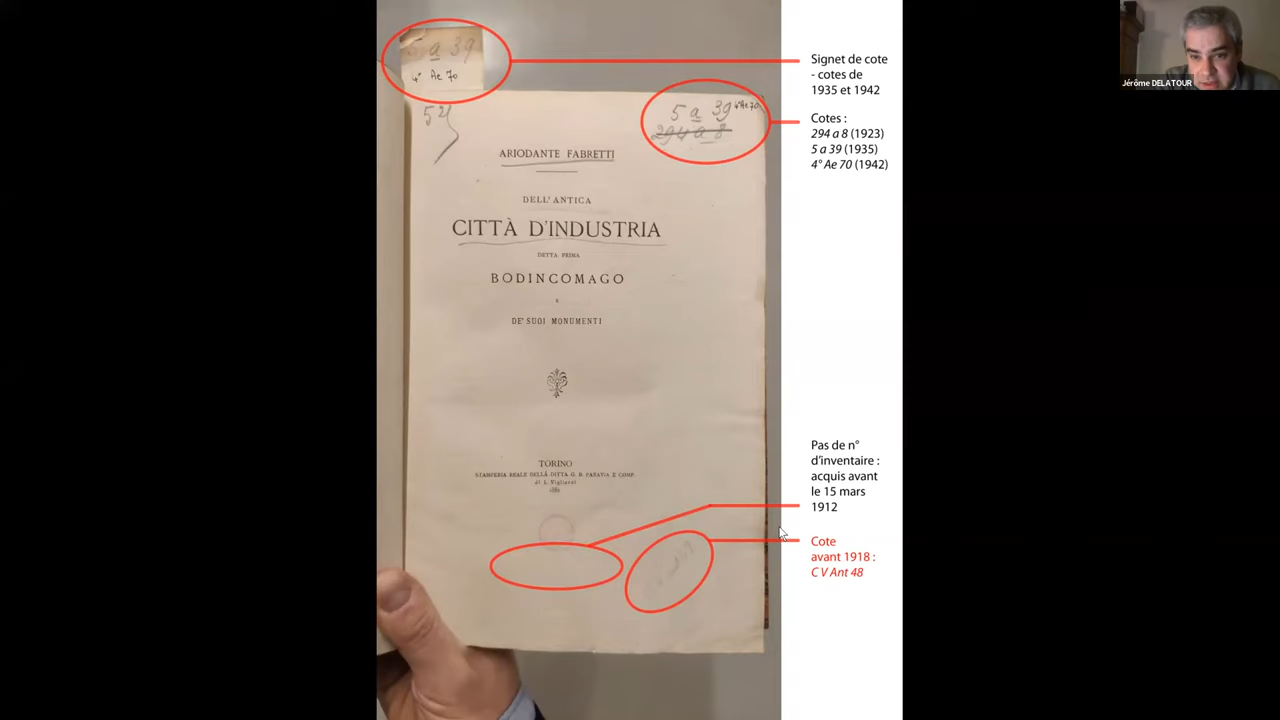 5 a 39
4° Ae 70
5 a 39 4° Ae 70
294 a 8
ARIODANTE FABRETTI
DELL'ANTICA
CITTÀ D'INDUSTRIA
DETTA PRIMA
BODINCOMAGO
E
DE' SUOI MONUMENTI
TORINO
STAMPERIA REALE DELLA DITTA G. B. PARAVIA E COMP.
di I. Vigliardi
Signet de cote
- cotes de
1935 et 1942
Cotes :
294 a 8 (1923)
5 a 39 (1935)
4° Ae 70 (1942)
Pas de n°
d'inventaire :
acquis avant
le 15 mars
1912
Cote
avant 1918 :
C V Ant 48
Jérôme DELATOUR